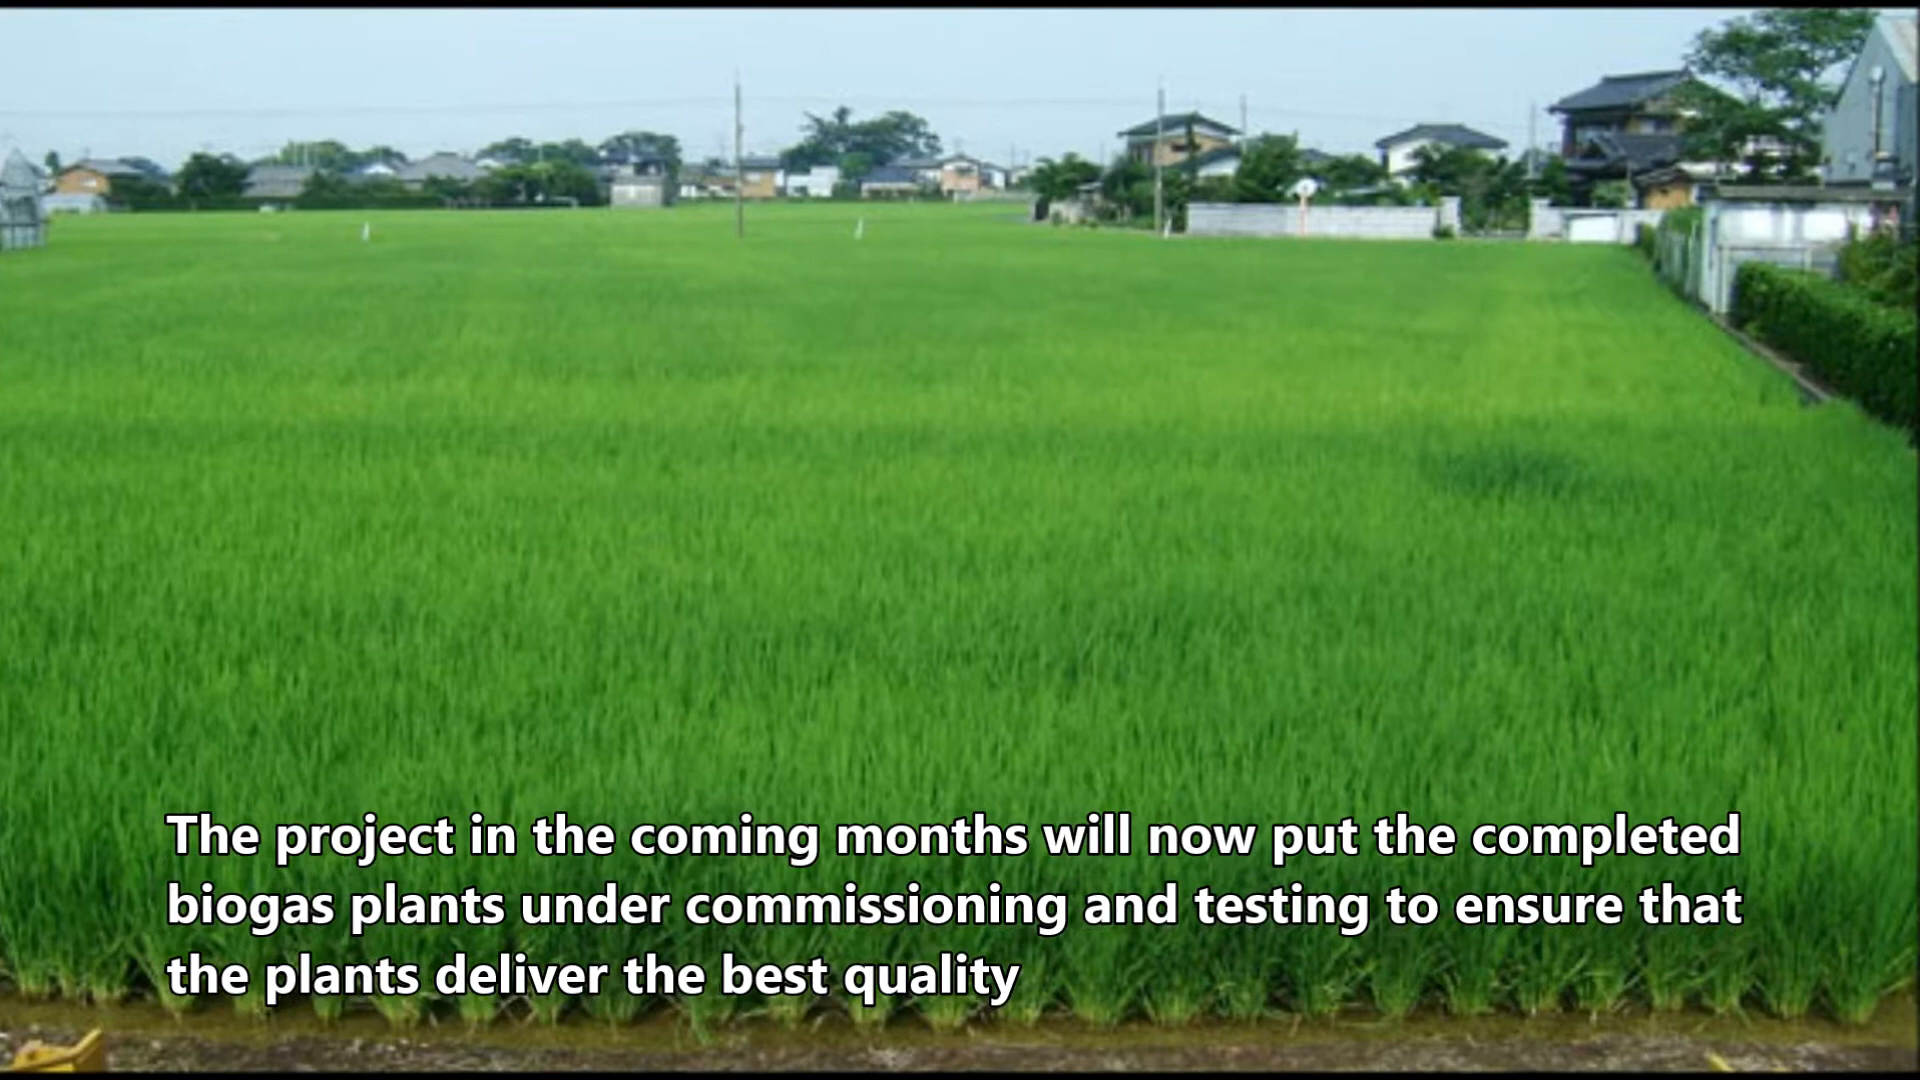 The project in the coming months will now put the completed
biogas plants under commissioning and testing to ensure that
the plants deliver the best quality